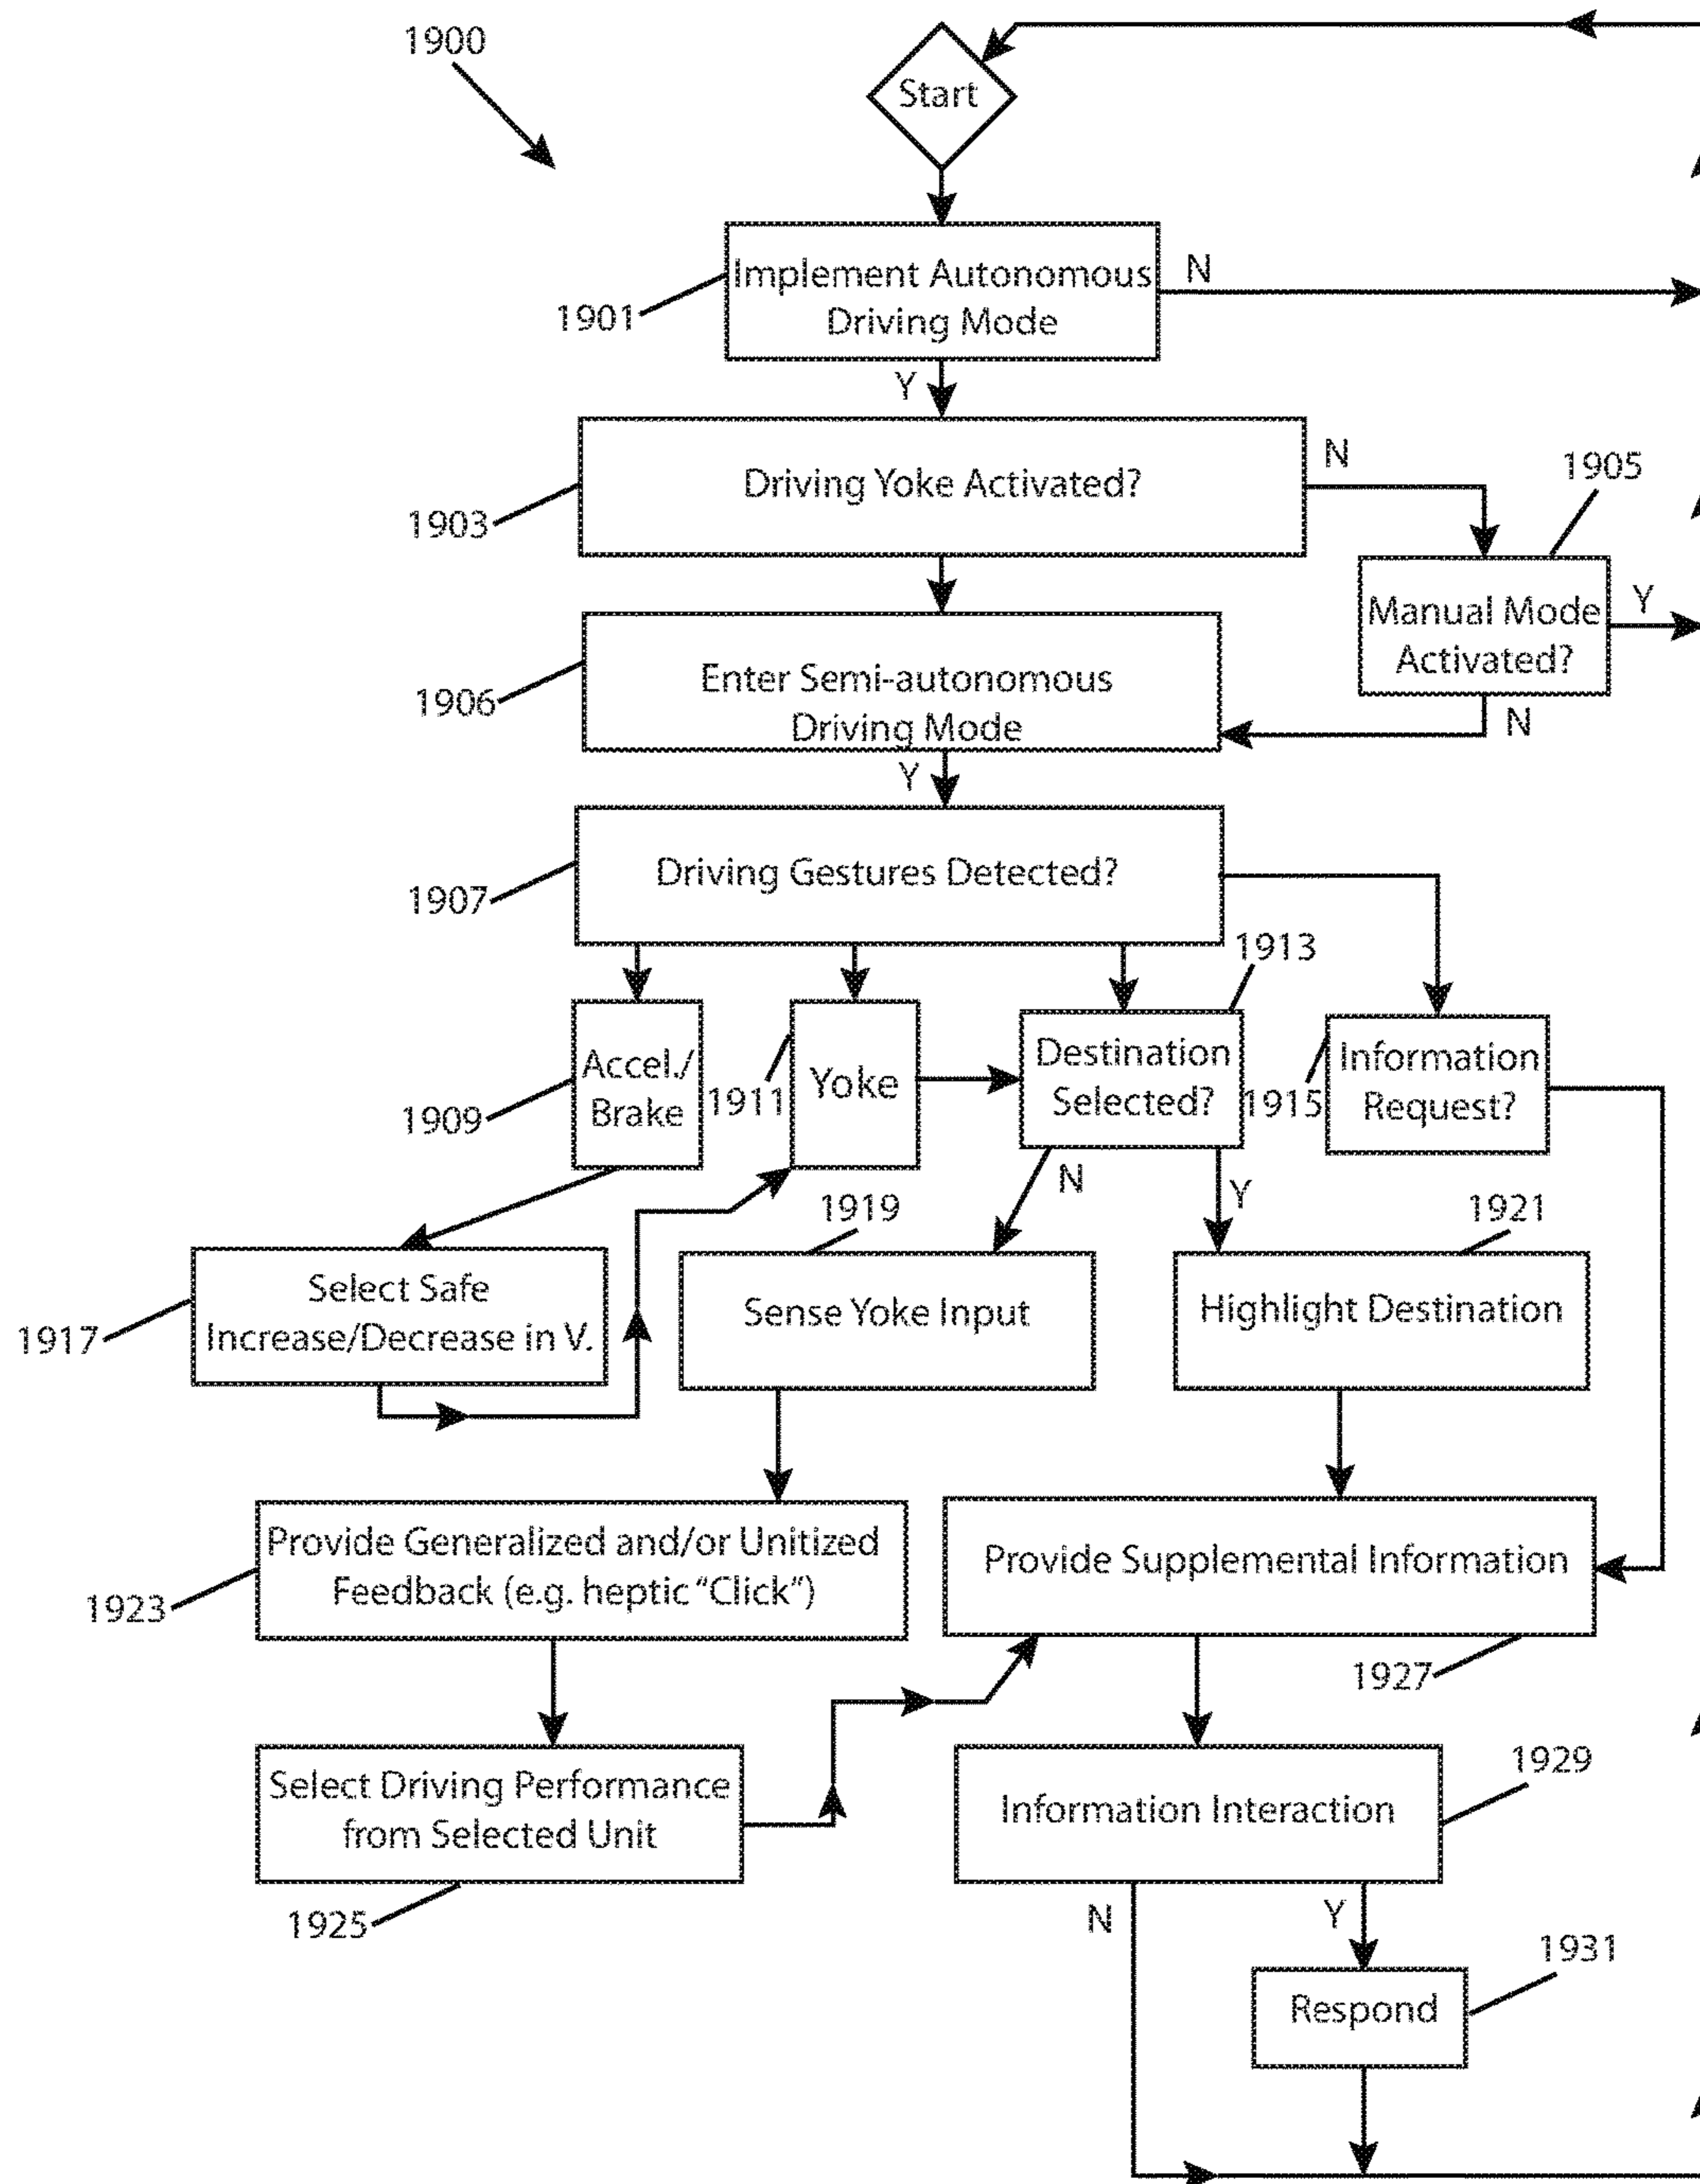 1900
Start
Implement Autonomous
Driving Mode
N
1901
Y
Driving Yoke Activated?
N
1903
1905
Manual Mode
Activated?
Y
N
Enter Semi-autonomous
Driving Mode
1906
Y
Driving Gestures Detected?
1907
1913
Accel./
Brake
1909
Yoke
1911
Destination
Selected?
Information
Request?
1915
N
Y
1919
1921
Select Safe
Increase/Decrease in V.
1917
Sense Yoke Input
Highlight Destination
Provide Generalized and/or Unitized
Feedback (e.g. heptic “Click”)
1923
Provide Supplemental Information
1927
Select Driving Performance
from Selected Unit
1925
Information Interaction
1929
N
Y
1931
Respond